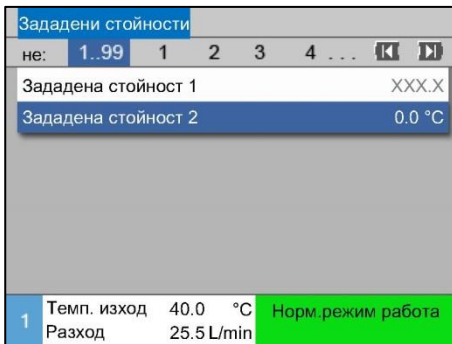 Зададени стойности
не: 1..99 1 2 3 4 ...
Зададена стойност 1 XXX.X
Зададена стойност 2 0.0 °C
1
Темп. изход 40.0 °C
Разход 25.5 L/min
Норм.режим работа